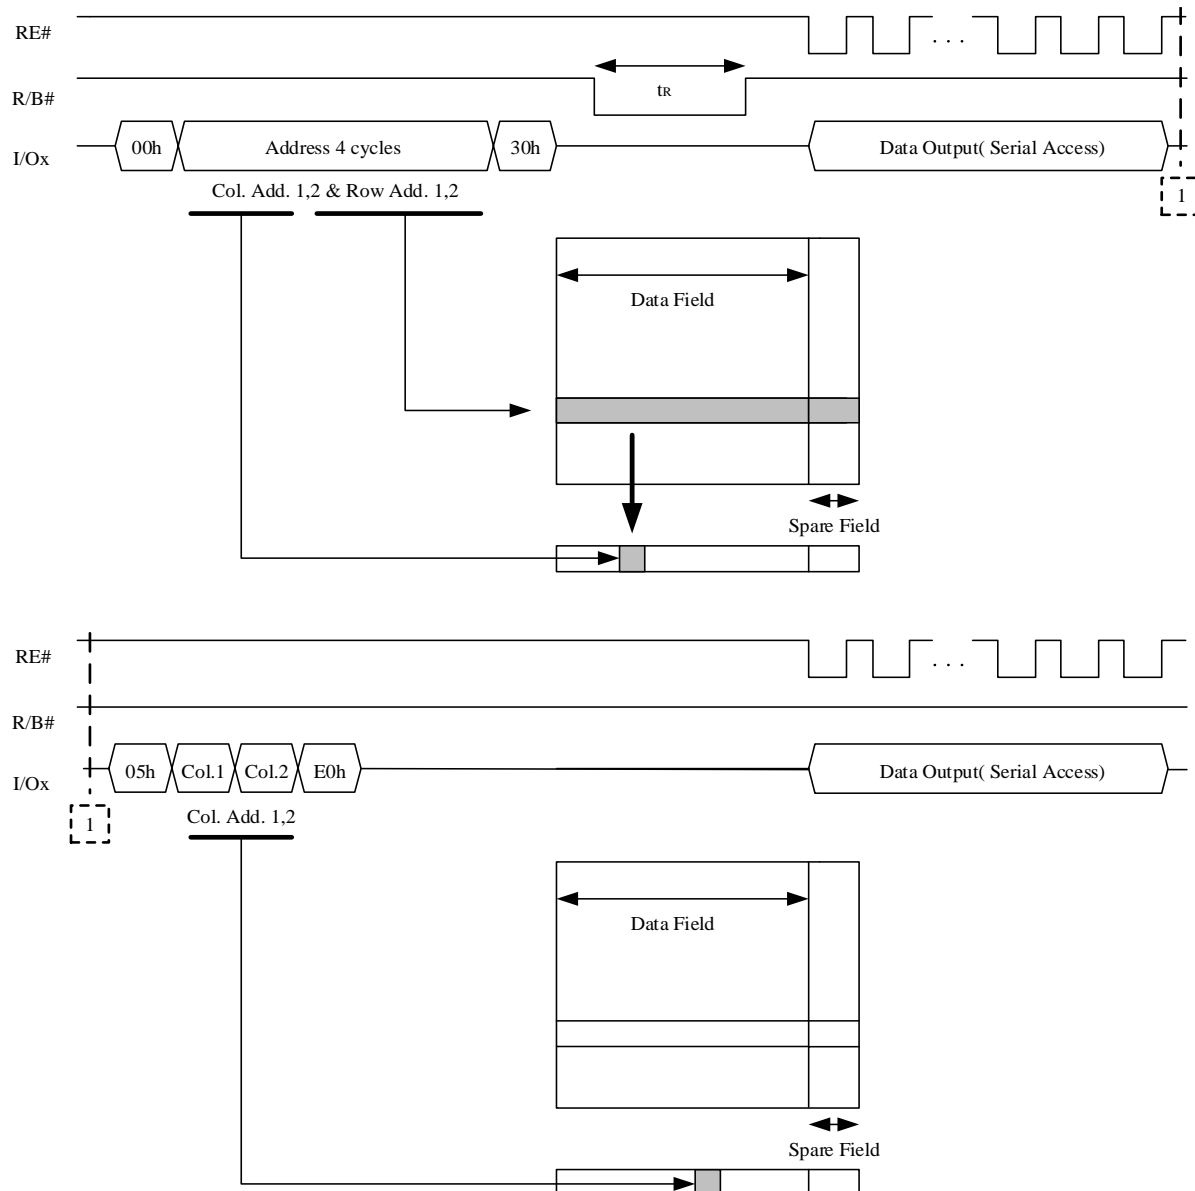 RE#
R/B#
tR
I/Ox
00h
Address 4 cycles
30h
Data Output( Serial Access)
Col. Add. 1,2 & Row Add. 1,2
1
Data Field
Spare Field
RE#
. . .
R/B#
I/Ox
05h
Col.1
Col.2
E0h
Data Output( Serial Access)
1
Col. Add. 1,2
Data Field
Spare Field